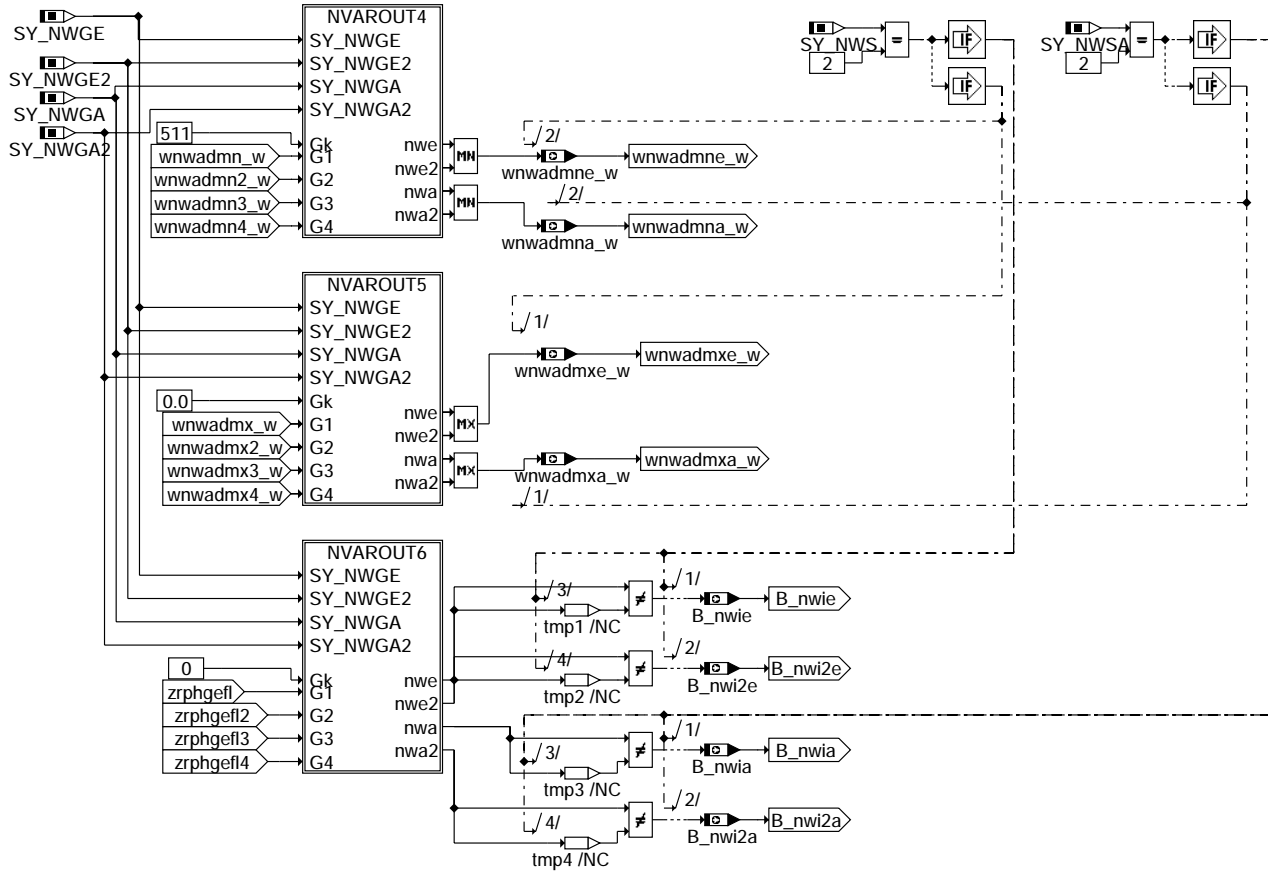 SY_NWGE
SY_NWGE2
SY_NWGA
SY_NWGA2
NVAROUT4
SY_NWGE
SY_NWGE2
SY_NWGA
SY_NWGA2
511
Gk
wnwadmn_w
G1
wnwadmn2_w
G2
wnwadmn3_w
G3
wnwadmn4_w
G4
nwe
nwe2
nwa
nwa2
MN
MN
2/
wnwadmne_w
wnwadmne_w
2/
wnwadmna_w
wnwadmna_w
SY_NWS
2
=
IF
IF
SY_NWSA
2
=
IF
IF
NVAROUT5
SY_NWGE
SY_NWGE2
SY_NWGA
SY_NWGA2
0.0
Gk
wnwadmx_w
G1
wnwadmx2_w
G2
wnwadmx3_w
G3
wnwadmx4_w
G4
nwe
nwe2
nwa
nwa2
MX
MX
1/
wnwadmxe_w
wnwadmxe_w
wnwadmxa_w
wnwadmxa_w
1/
NVAROUT6
SY_NWGE
SY_NWGE2
SY_NWGA
SY_NWGA2
0
Gk
zrphgefl
G1
zrphgefl2
G2
zrphgefl3
G3
zrphgefl4
G4
nwe
nwe2
nwa
nwa2
3/
tmp1 /NC
≠
1/
B_nwie
B_nwie
4/
tmp2 /NC
≠
2/
B_nwi2e
B_nwi2e
3/
tmp3 /NC
≠
1/
B_nwia
B_nwia
4/
tmp4 /NC
≠
2/
B_nwi2a
B_nwi2a